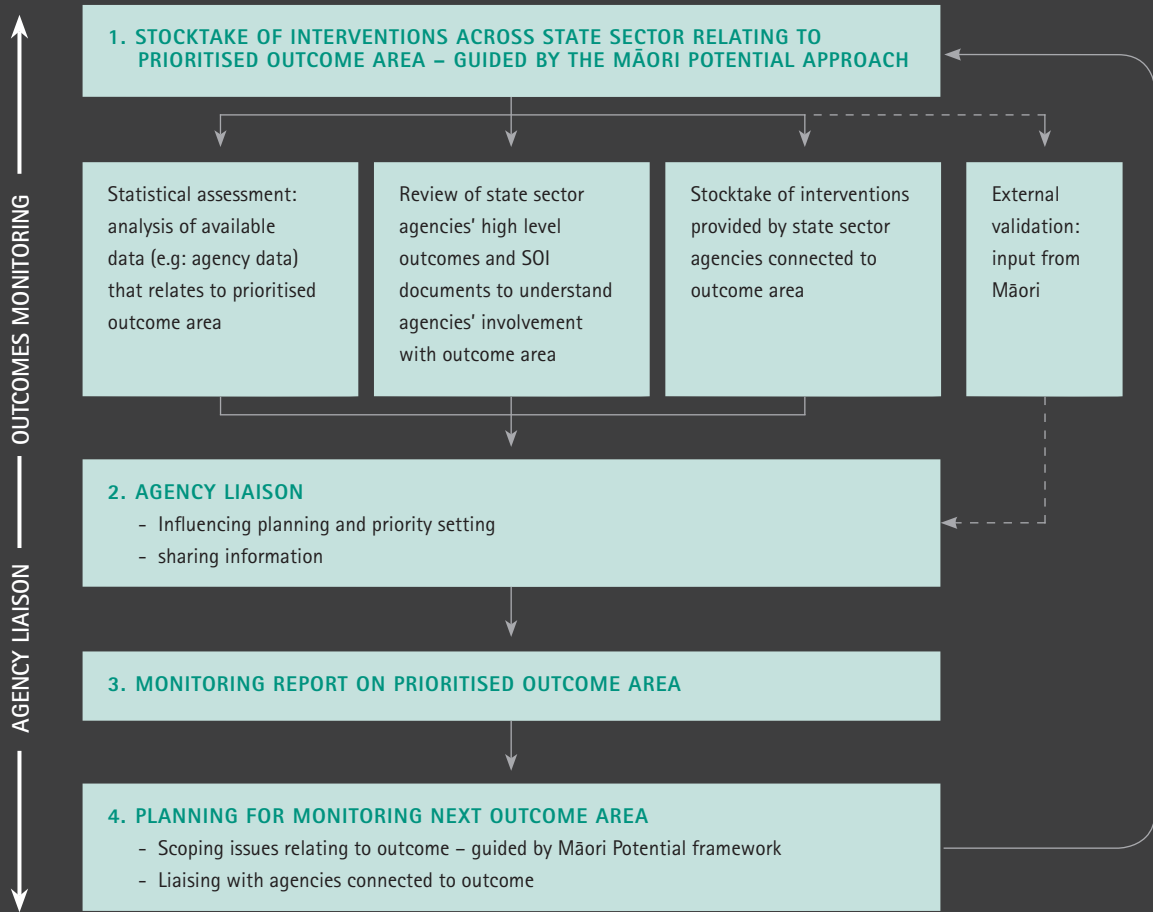 1. STOCKTAKE OF INTERVENTIONS ACROSS STATE SECTOR RELATING TO
PRIORITISED OUTCOME AREA – GUIDED BY THE MĀORI POTENTIAL APPROACH
Statistical assessment:
analysis of available
data (e.g: agency data)
that relates to prioritised
outcome area
Review of state sector
agencies’ high level
outcomes and SOI
documents to understand
agencies’ involvement
with outcome area
Stocktake of interventions
provided by state sector
agencies connected to
outcome area
External
validation:
input from
Māori
2. AGENCY LIAISON
- Influencing planning and priority setting
- sharing information
3. MONITORING REPORT ON PRIORITISED OUTCOME AREA
4. PLANNING FOR MONITORING NEXT OUTCOME AREA
- Scoping issues relating to outcome – guided by Māori Potential framework
- Liaising with agencies connected to outcome
OUTCOMES MONITORING
AGENCY LIAISON